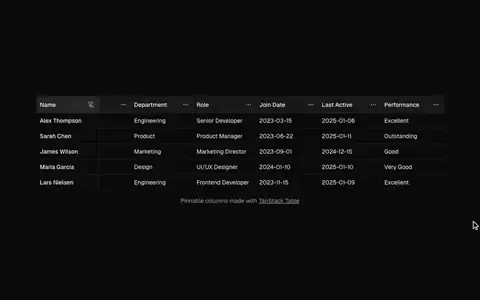 Name ... Department ... Role ... Join Date ... Last Active ... Performance ...
Alex Thompson Engineering Senior Developer 2023-03-15 2025-01-06 Excellent
Sarah Chen Product Product Manager 2023-06-22 2025-01-11 Outstanding
James Wilson Marketing Marketing Director 2023-09-01 2024-12-15 Good
Maria Garcia Design UI/UX Designer 2024-01-10 2025-01-10 Very Good
Lars Nielsen Engineering Frontend Developer 2023-11-15 2025-01-09 Excellent
Pinnable columns made with TanStack Table